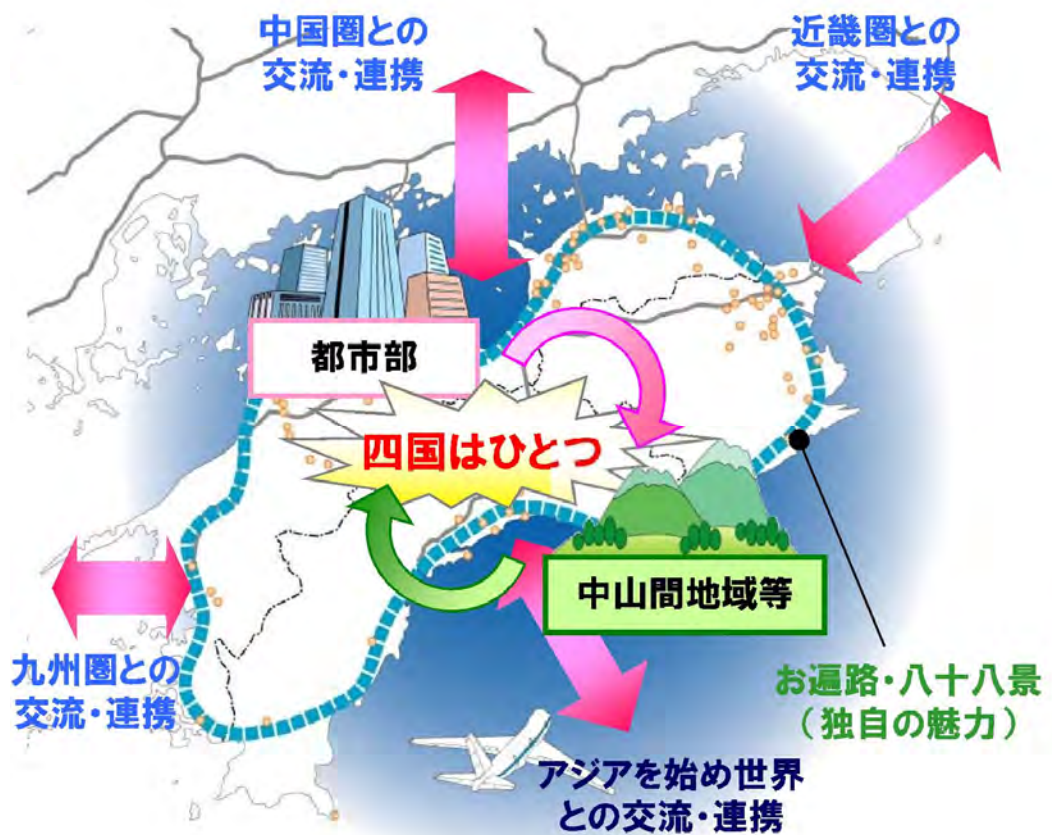 中国圏との
交流・連携
近畿圏との
交流・連携
都市部
四国はひとつ
中山間地域等
九州圏との
交流・連携
お遍路・八十八景
（独自の魅力）
アジアを始め世界
との交流・連携